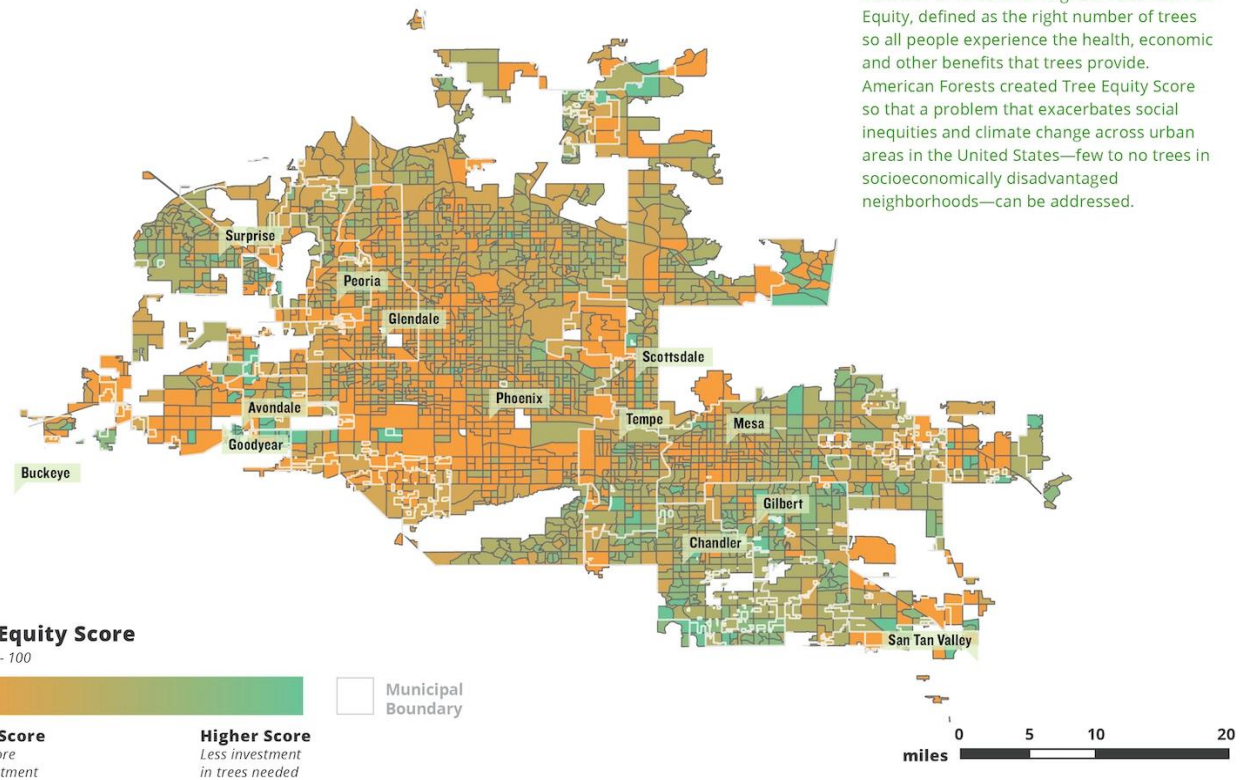 Equity, defined as the right number of trees
so all people experience the health, economic
and other benefits that trees provide.
American Forests created Tree Equity Score
so that a problem that exacerbates social
inequities and climate change across urban
areas in the United States—few to no trees in
socioeconomically disadvantaged
neighborhoods—can be addressed.
Surprise
Peoria
Glendale
Scottsdale
Phoenix
Avondale
Tempe
Mesa
Goodyear
Buckeye
Gilbert
Chandler
San Tan Valley
Equity Score
- 100
Municipal
Boundary
Score
Higher Score
ore
Less investment
tment
in trees needed
0 5 10 20
miles